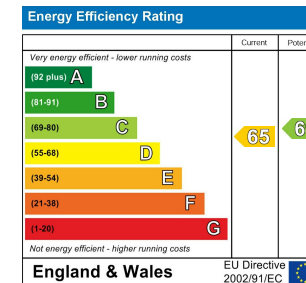 Energy Efficiency Rating
Current Poten
Very energy efficient - lower running costs
(92 plus) A
(81-91) B
(69-80) C 6
(55-68) D 65
(39-54) E
(21-38) F
(1-20) G
Not energy efficient - higher running costs
England & Wales
EU Directive
2002/91/EC